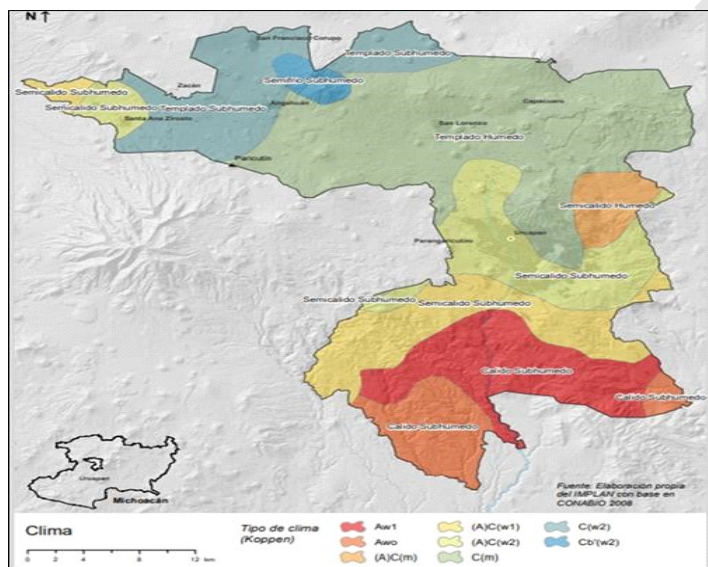 N ↑
San Francisco Corupo
Templado Subhumedo
Semifrio Subhumedo
Zacán
Semicalido Subhumedo
Angahuán
Capacuaro
Semicalido Subhumedo
Templado Subhumedo
Santa Ana Zirosto
San Lorenzo
Templado Humedo
Paricutín
Semicalido Humedo
Uruapan
Parangaricutiro
Semicalido Subhumedo
Semicalido Subhumedo
Semicalido Subhumedo
Calido Subhumedo
Calido Subhumedo
Calido Subhumedo
Uruapan
Michoacán
Fuente: Elaboración propia
del IMPLAN con base en
CONABIO 2008
Clima
0 2 4 8 12
km
Tipo de clima
(Koppen)
Aw1
Awo
(A)C(m)
(A)C(w1)
(A)C(w2)
C(m)
C(w2)
Cb'(w2)